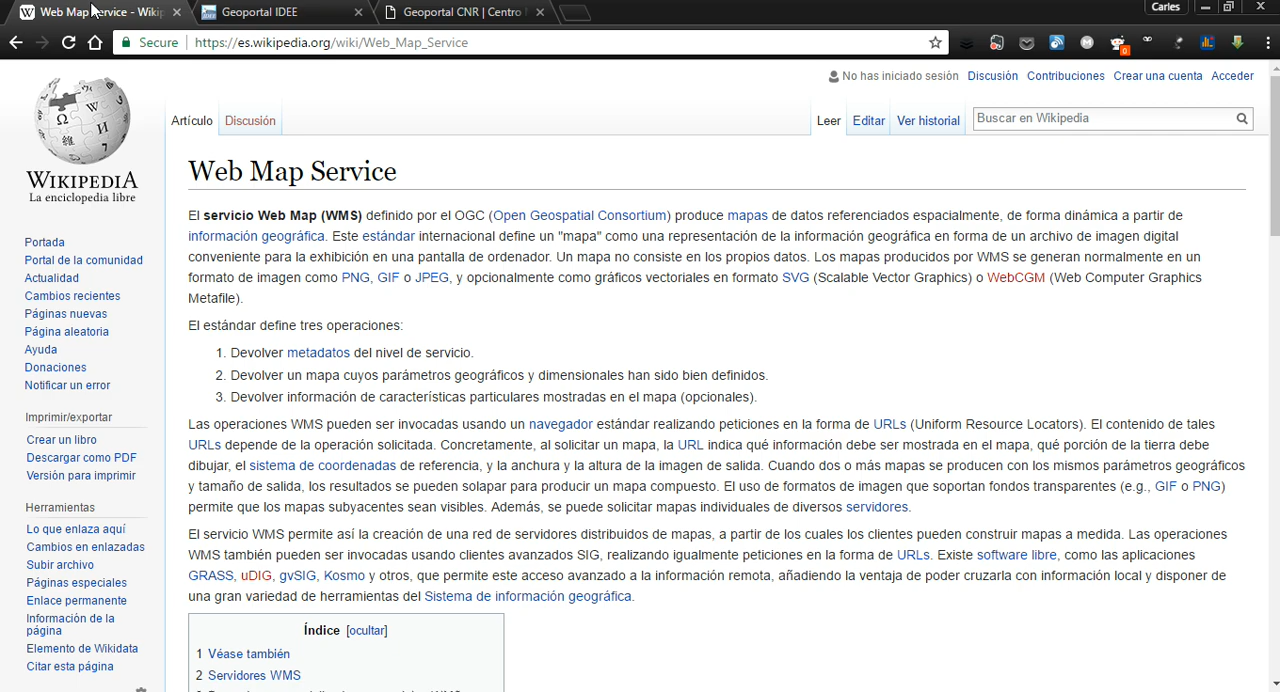 Web Map Service - Wikip
Geoportal IDEE
Geoportal CNR | Centro
Carles
Secure
https://es.wikipedia.org/wiki/Web_Map_Service
No has iniciado sesión Discusión Contribuciones Crear una cuenta Acceder
Artículo Discusión Leer Editar Ver historial Buscar en Wikipedia
WIKIPEDIA
La enciclopedia libre
Portada
Portal de la comunidad
Actualidad
Cambios recientes
Páginas nuevas
Página aleatoria
Ayuda
Donaciones
Notificar un error
Imprimir/exportar
Crear un libro
Descargar como PDF
Versión para imprimir
Herramientas
Lo que enlaza aquí
Cambios en enlazadas
Subir archivo
Páginas especiales
Enlace permanente
Información de la
página
Elemento de Wikidata
Citar esta página
Web Map Service
El servicio Web Map (WMS) definido por el OGC (Open Geospatial Consortium) produce mapas de datos referenciados espacialmente, de forma dinámica a partir de
información geográfica. Este estándar internacional define un "mapa" como una representación de la información geográfica en forma de un archivo de imagen digital
conveniente para la exhibición en una pantalla de ordenador. Un mapa no consiste en los propios datos. Los mapas producidos por WMS se generan normalmente en un
formato de imagen como PNG, GIF o JPEG, y opcionalmente como gráficos vectoriales en formato SVG (Scalable Vector Graphics) o WebCGM (Web Computer Graphics
Metafile).
El estándar define tres operaciones:
1. Devolver metadatos del nivel de servicio.
2. Devolver un mapa cuyos parámetros geográficos y dimensionales han sido bien definidos.
3. Devolver información de características particulares mostradas en el mapa (opcionales).
Las operaciones WMS pueden ser invocadas usando un navegador estándar realizando peticiones en la forma de URLs (Uniform Resource Locators). El contenido de tales
URLs depende de la operación solicitada. Concretamente, al solicitar un mapa, la URL indica qué información debe ser mostrada en el mapa, qué porción de la tierra debe
dibujar, el sistema de coordenadas de referencia, y la anchura y la altura de la imagen de salida. Cuando dos o más mapas se producen con los mismos parámetros geográficos
y tamaño de salida, los resultados se pueden solapar para producir un mapa compuesto. El uso de formatos de imagen que soportan fondos transparentes (e.g., GIF o PNG)
permite que los mapas subyacentes sean visibles. Además, se puede solicitar mapas individuales de diversos servidores.
El servicio WMS permite así la creación de una red de servidores distribuidos de mapas, a partir de los cuales los clientes pueden construir mapas a medida. Las operaciones
WMS también pueden ser invocadas usando clientes avanzados SIG, realizando igualmente peticiones en la forma de URLs. Existe software libre, como las aplicaciones
GRASS, uDIG, gvSIG, Kosmo y otros, que permite este acceso avanzado a la información remota, añadiendo la ventaja de poder cruzarla con información local y disponer de
una gran variedad de herramientas del Sistema de información geográfica.
Índice [ocultar]
1 Véase también
2 Servidores WMS